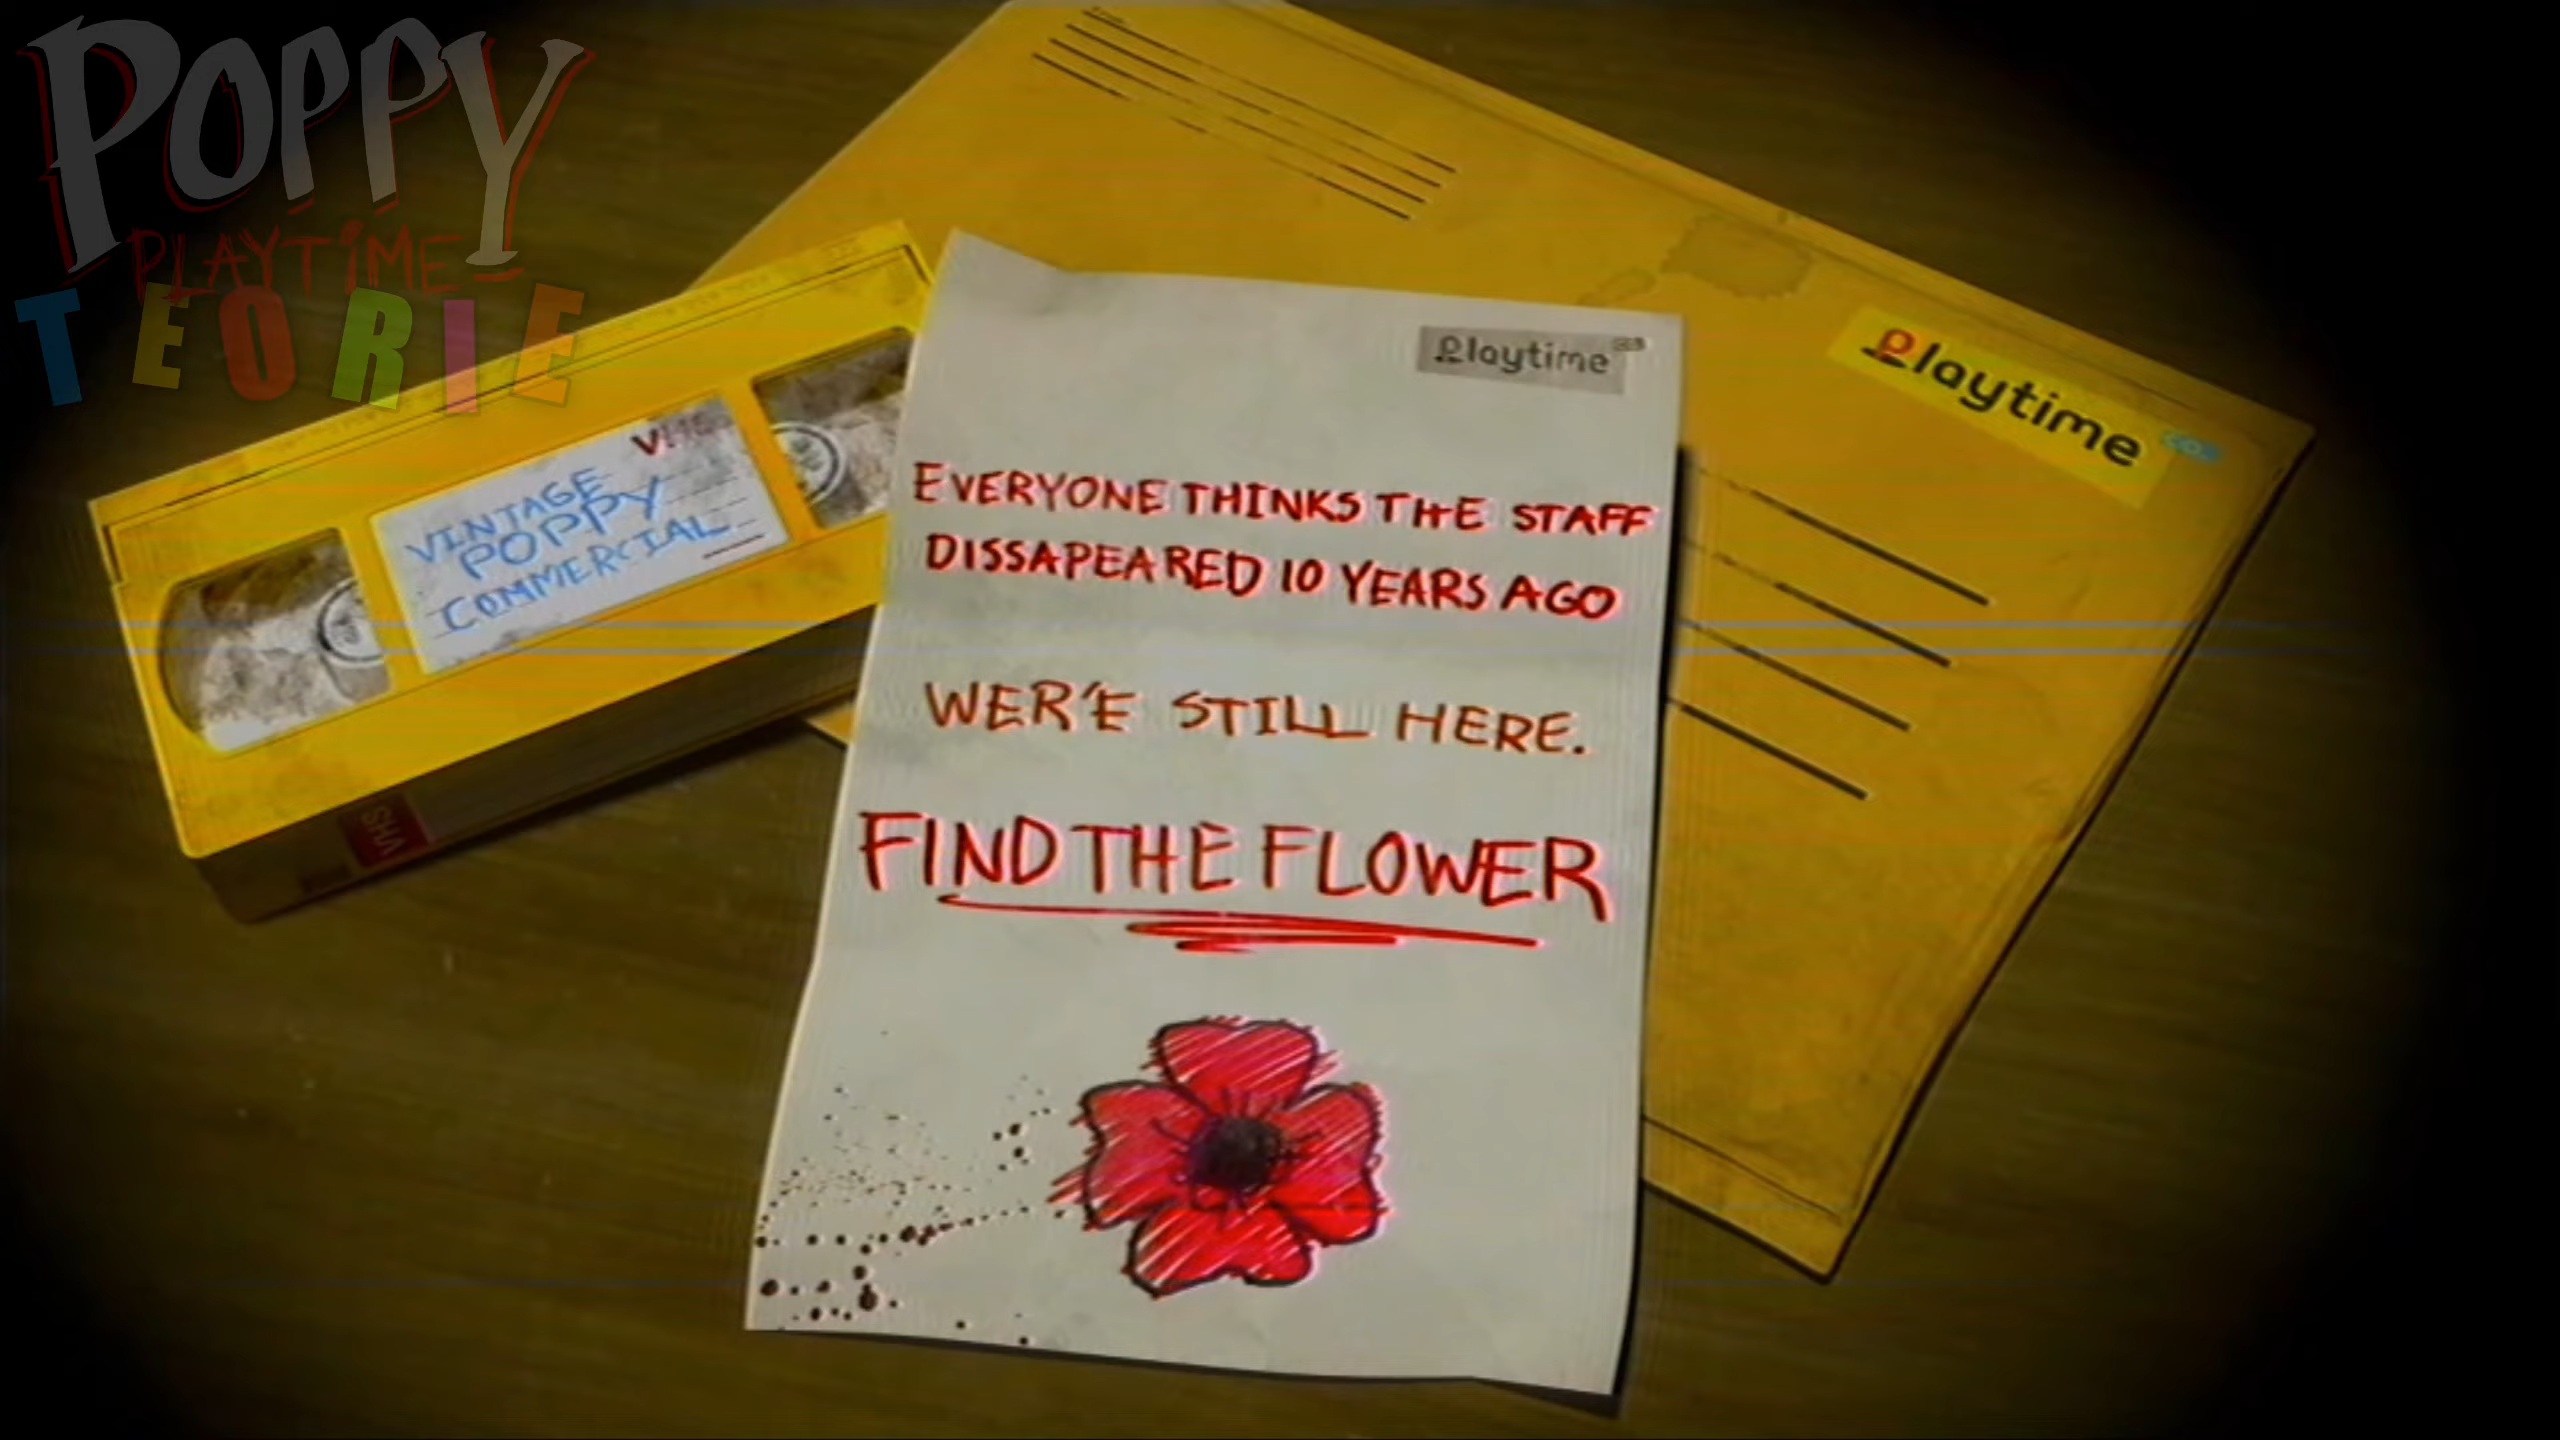 POPPY
PLAYTIME
TEORIE
VINTAGE
POPPY
COMMERCIAL
VHS
Playtime
EVERYONE THINKS THE STAFF
DISSAPEARED 10 YEARS AGO
WER'E STILL HERE.
FIND THE FLOWER
Playtime